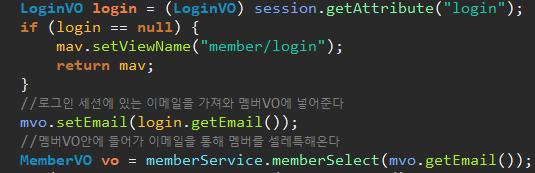 LoginVO login = (LoginVO) session.getAttribute("login");
if (login == null) {
mav.setViewName("member/login");
return mav;
}
//로그인 세션에 있는 이메일을 가져와 멤버VO에 넣어준다
mvo.setEmail(login.getEmail());
//멤버VO안에 들어가 이메일을 통해 멤버를 셀레특해온다
MemberVO vo = memberService.memberSelect(mvo.getEmail());